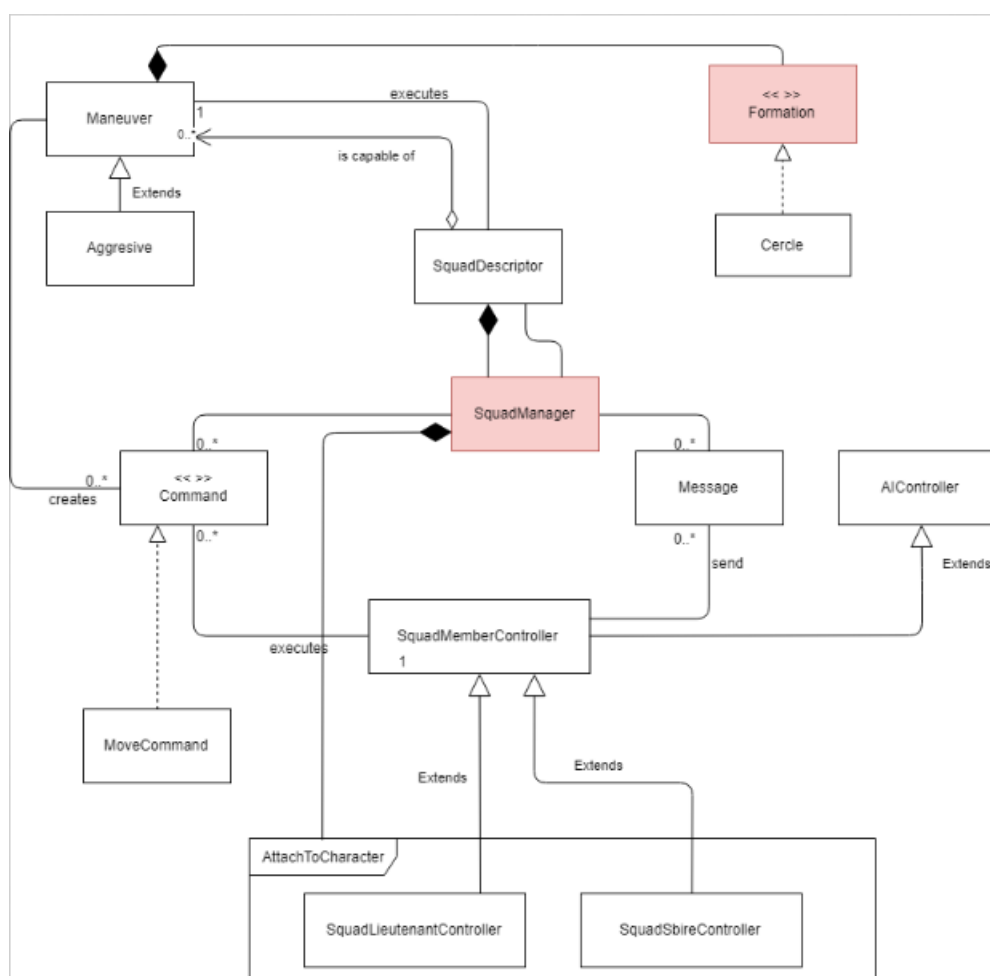 << >>
Formation
executes
Maneuver
1
0..*
is capable of
Extends
Aggresive
Cercle
SquadDescriptor
SquadManager
0..*
0..*
<< >>
Command
0..*
creates
0..*
Message
0..*
send
AIController
Extends
SquadMemberController
1
executes
MoveCommand
Extends
Extends
AttachToCharacter
SquadLieutenantController
SquadSbireController